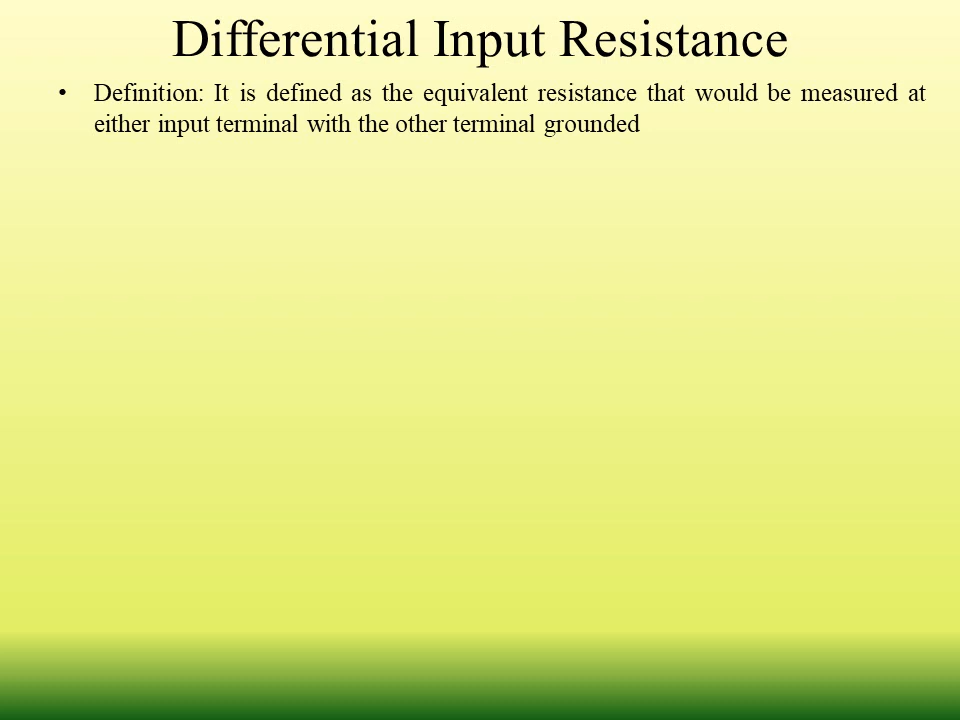 Differential Input Resistance
• Definition: It is defined as the equivalent resistance that would be measured at
either input terminal with the other terminal grounded